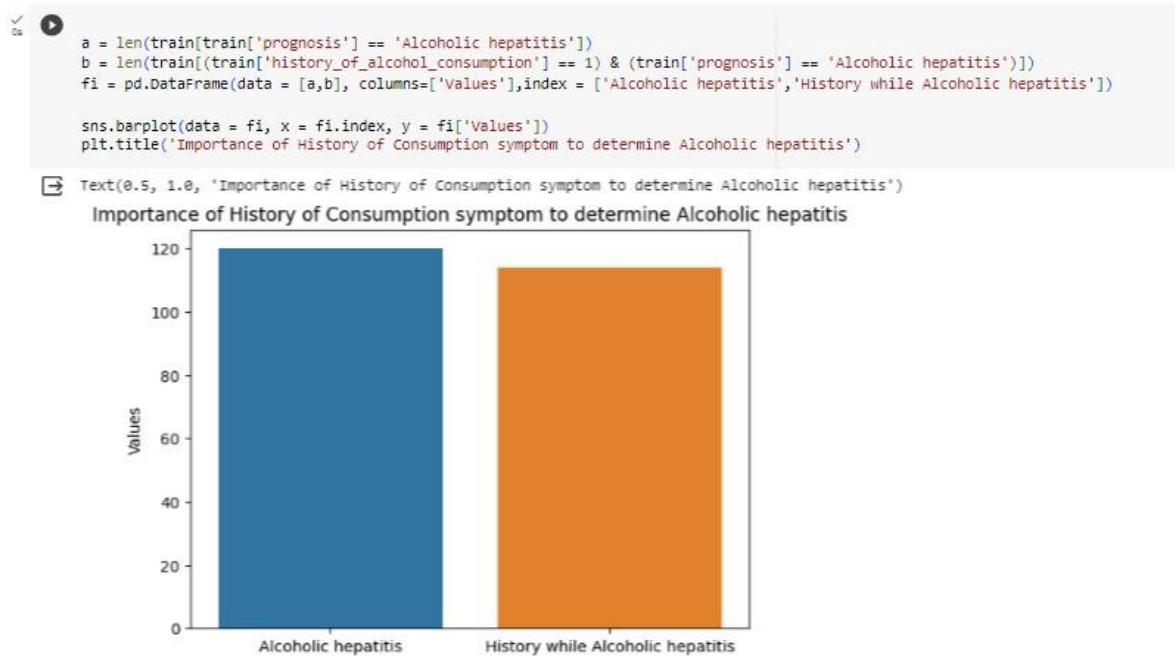 0s
a = len(train[train['prognosis'] == 'Alcoholic hepatitis'])
b = len(train[(train['history_of_alcohol_consumption'] == 1) & (train['prognosis'] == 'Alcoholic hepatitis')])
fi = pd.DataFrame(data = [a,b], columns=['Values'],index = ['Alcoholic hepatitis','History while Alcoholic hepatitis'])
sns.barplot(data = fi, x = fi.index, y = fi['Values'])
plt.title('Importance of History of Consumption symptom to determine Alcoholic hepatitis')
Text(0.5, 1.0, 'Importance of History of Consumption symptom to determine Alcoholic hepatitis')
Importance of History of Consumption symptom to determine Alcoholic hepatitis
120
100
80
Values
60
40
20
0
Alcoholic hepatitis History while Alcoholic hepatitis